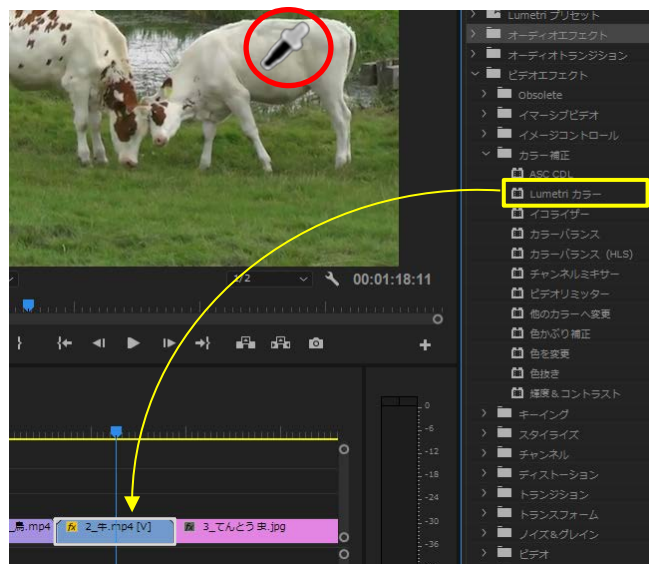 Lumetri プリセット
オーディオエフェクト
オーディオトランジション
ビデオエフェクト
Obsolete
イマーシブビデオ
イメージコントロール
カラー補正
ASC CDL
Lumetri カラー
イコライザー
カラーバランス
カラーバランス (HLS)
チャンネルミキサー
ビデオリミッター
他のカラーへ変更
色かぶり補正
色を変更
色抜き
輝度&コントラスト
キーイング
スタイライズ
チャンネル
ディストーション
トランジション
トランスフォーム
ノイズ&グレイン
ビデオ
1/2
00:01:18:11
0
-6
-12
-18
-24
-30
-36
_鳥.mp4
fx 2_牛.mp4 [V]
fx 3_てんとう虫.jpg